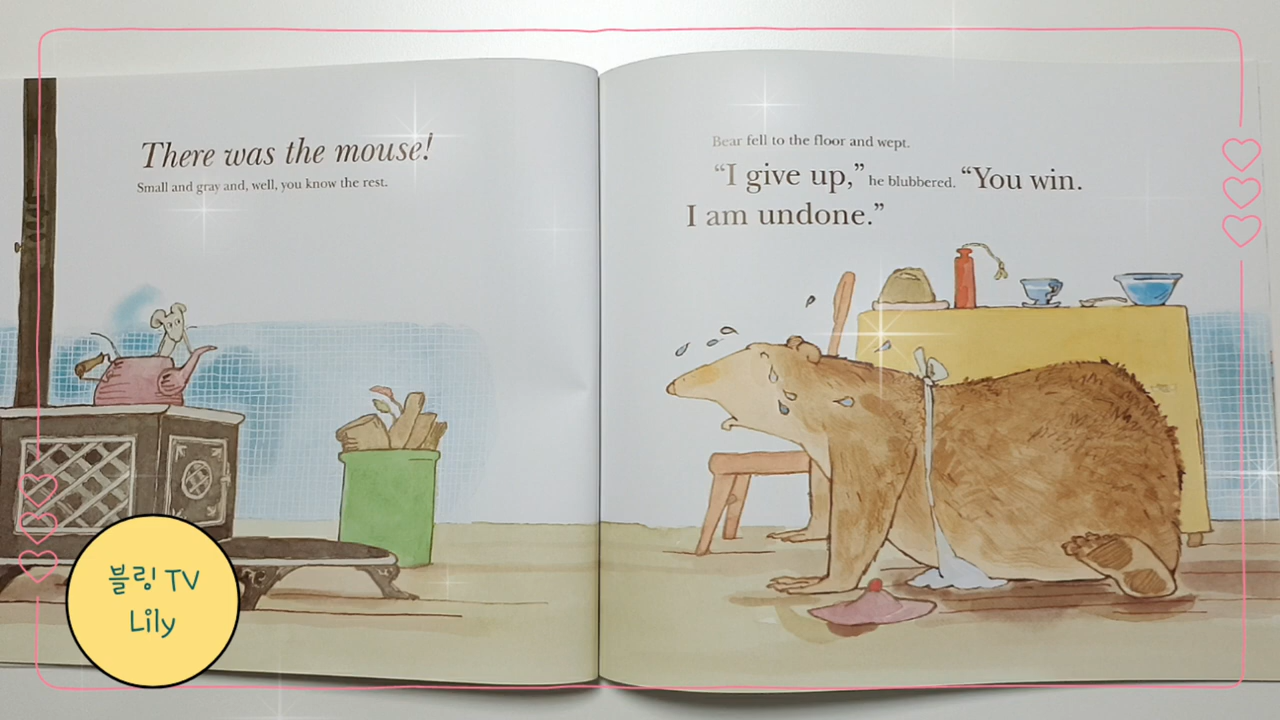 There was the mouse!
Small and gray and, well, you know the rest.
Bear fell to the floor and wept.
“I give up,” he blubbered. “You win.
I am undone.”
블링 TV
Lily